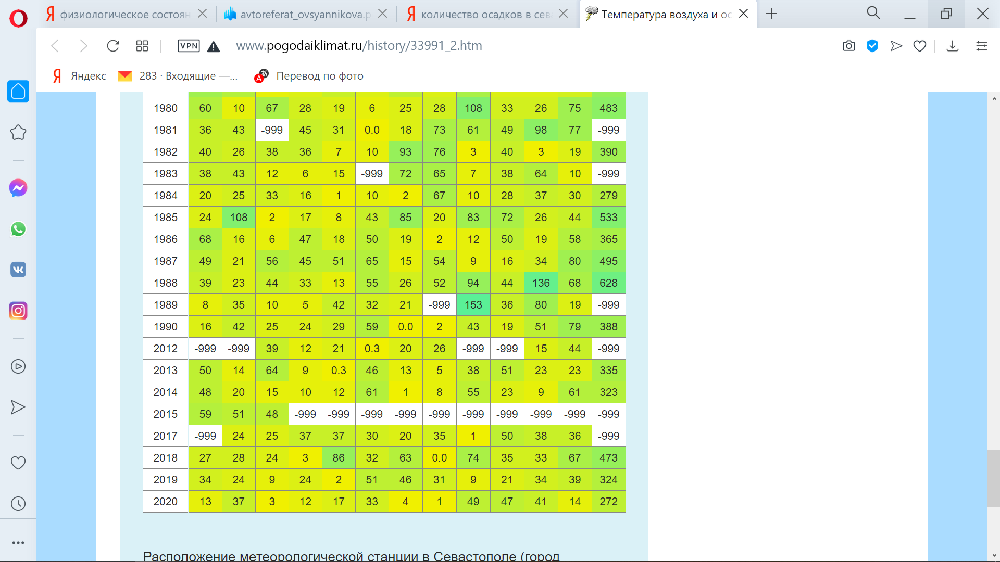 физиологическое состоян
avtoreferat_ovsyannikova.p
количество осадков в сев
Температура воздуха и ос
VPN
www.pogodaiklimat.ru/history/33991_2.htm
Яндекс
283 · Входящие —...
Перевод по фото
1980 60 10 67 28 19 6 25 28 108 33 26 75 483
1981 36 43 -999 45 31 0.0 18 73 61 49 98 77 -999
1982 40 26 38 36 7 10 93 76 3 40 3 19 390
1983 38 43 12 6 15 -999 72 65 7 38 64 10 -999
1984 20 25 33 16 1 10 2 67 10 28 37 30 279
1985 24 108 2 17 8 43 85 20 83 72 26 44 533
1986 68 16 6 47 18 50 19 2 12 50 19 58 365
1987 49 21 56 45 51 65 15 54 9 16 34 80 495
1988 39 23 44 33 13 55 26 52 94 44 136 68 628
1989 8 35 10 5 42 32 21 -999 153 36 80 19 -999
1990 16 42 25 24 29 59 0.0 2 43 19 51 79 388
2012 -999 -999 39 12 21 0.3 20 26 -999 -999 15 44 -999
2013 50 14 64 9 0.3 46 13 5 38 51 23 23 335
2014 48 20 15 10 12 61 1 8 55 23 9 61 323
2015 59 51 48 -999 -999 -999 -999 -999 -999 -999 -999 -999 -999
2017 -999 24 25 37 37 30 20 35 1 50 38 36 -999
2018 27 28 24 3 86 32 63 0.0 74 35 33 67 473
2019 34 24 9 24 2 51 46 31 9 21 34 39 324
2020 13 37 3 12 17 33 4 1 49 47 41 14 272
Расположение метеорологической станции в Севастополе (город